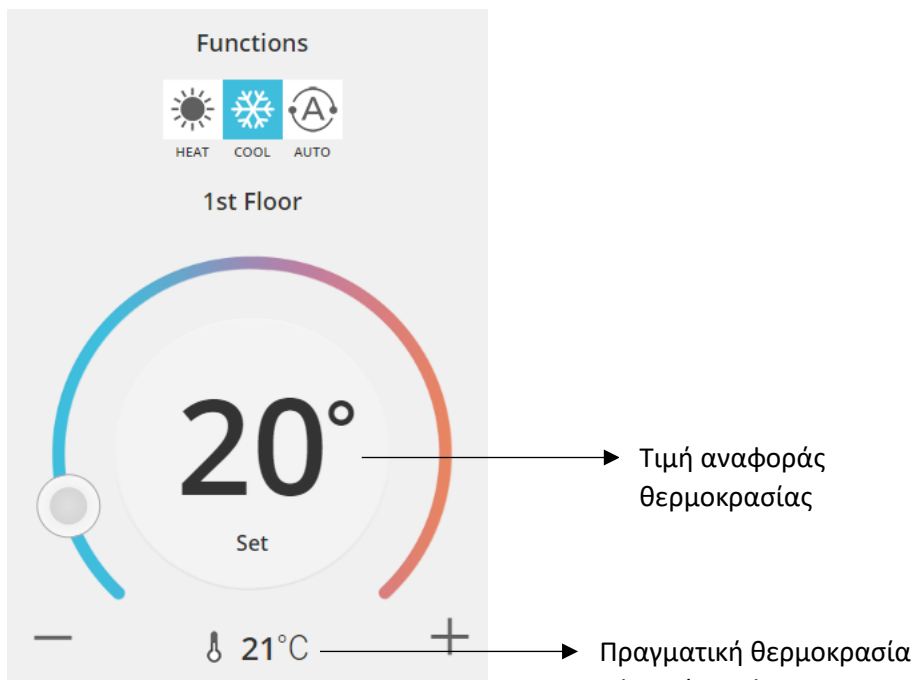 Functions
HEAT COOL AUTO
1st Floor
20°
Τιμή αναφοράς
θερμοκρασίας
Set
− 21°C +
Πραγματική θερμοκρασία